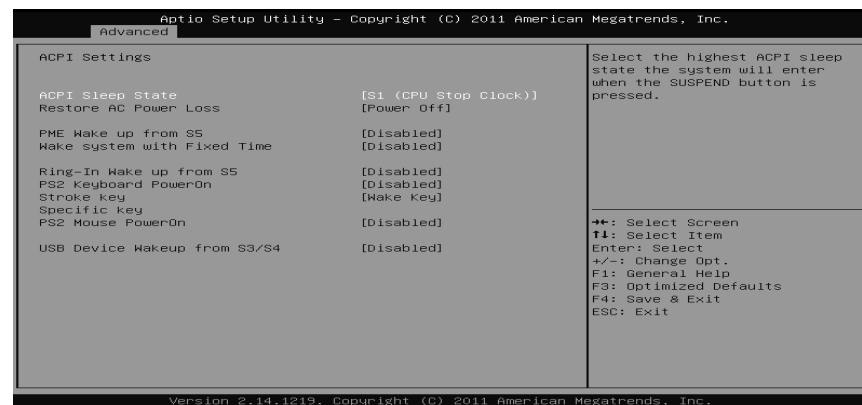 Aptio Setup Utility – Copyright (C) 2011 American Megatrends, Inc.
Advanced
ACPI Settings
ACPI Sleep State [S1 (CPU Stop Clock)]
Restore AC Power Loss [Power Off]
PME Wake up from S5 [Disabled]
Wake system with Fixed Time [Disabled]
Ring-In Wake up from S5 [Disabled]
PS2 Keyboard PowerOn [Disabled]
Stroke key [Wake Key]
Specific key
PS2 Mouse PowerOn [Disabled]
USB Device Wakeup from S3/S4 [Disabled]
Select the highest ACPI sleep
state the system will enter
when the SUSPEND button is
pressed.
→←: Select Screen
↑↓: Select Item
Enter: Select
+/-: Change Opt.
F1: General Help
F3: Optimized Defaults
F4: Save & Exit
ESC: Exit
Version 2.14.1219. Copyright (C) 2011 American Megatrends, Inc.